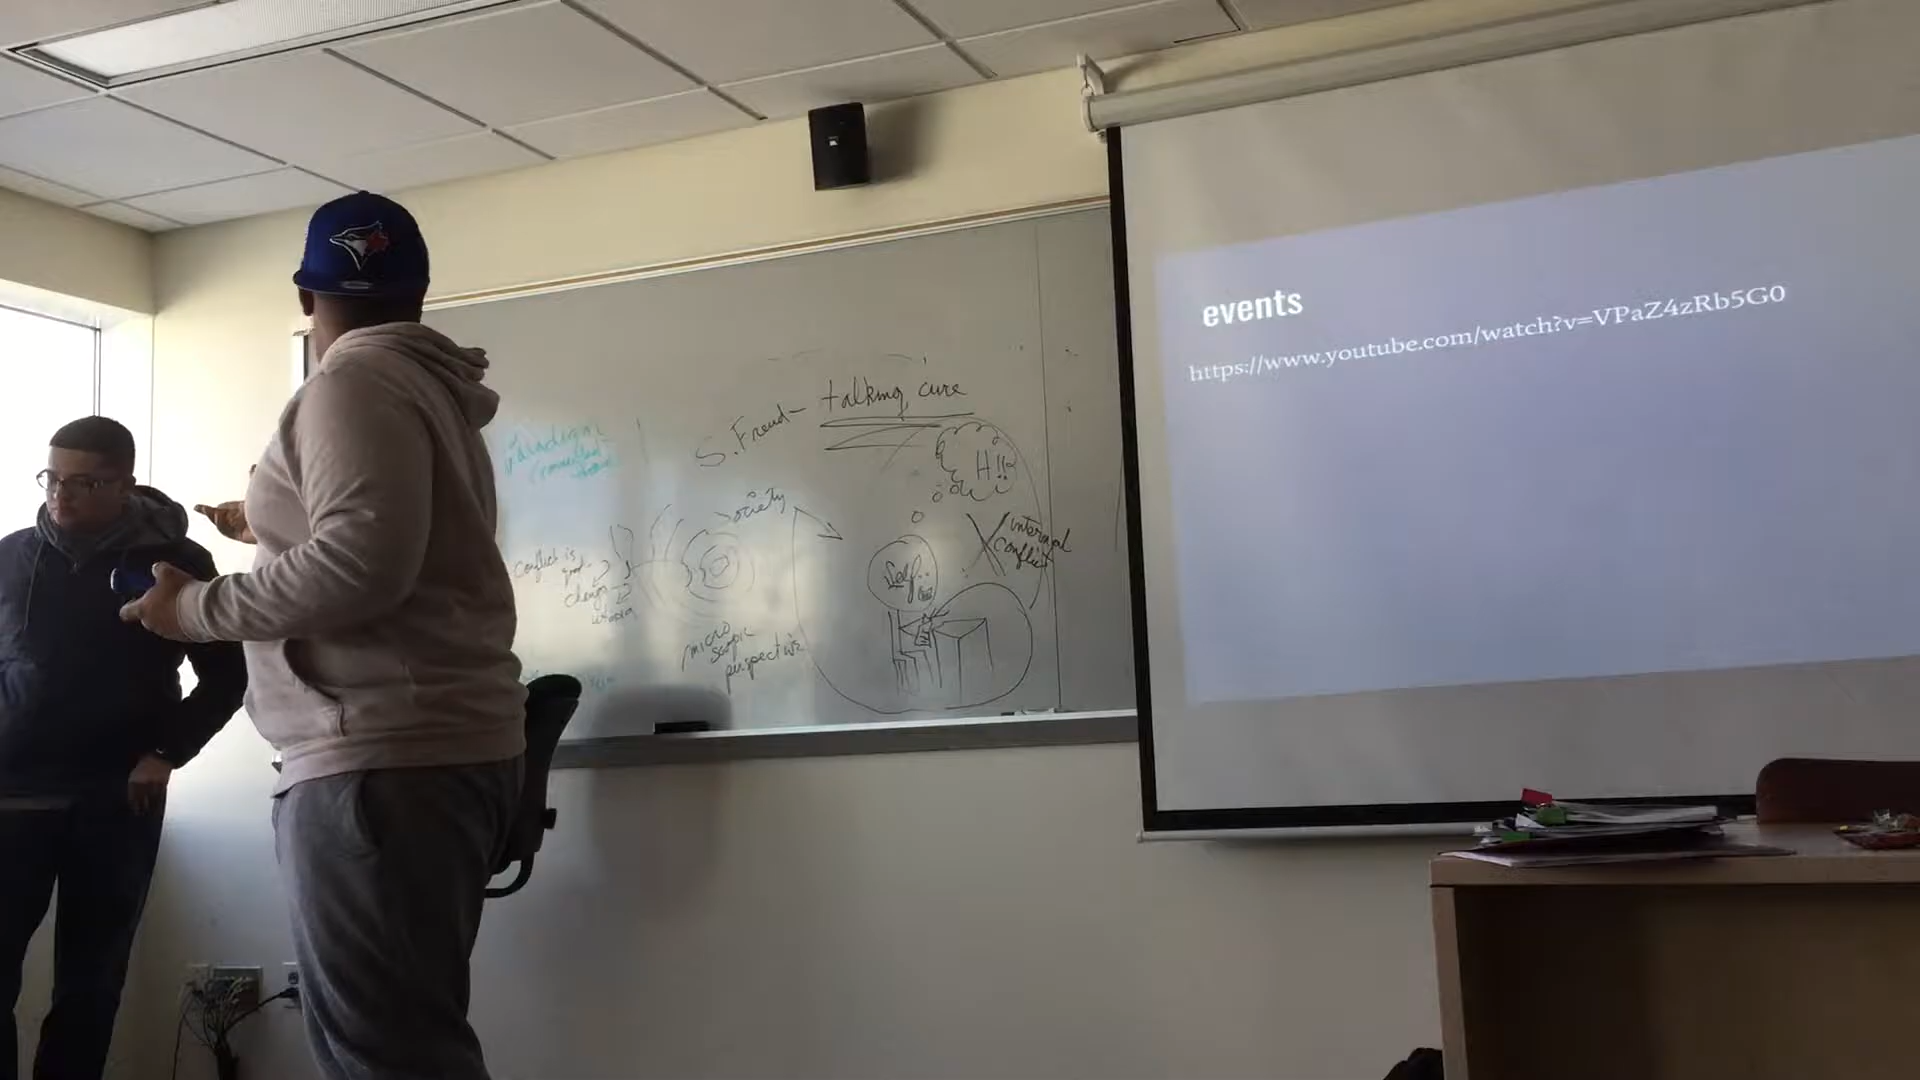 events
https://www.youtube.com/watch?v=VPaZ4zRb5G0
S. Freud - talking cure
H!!
Society
internal
conflict
Conflict is
good
change
Self
micro
scopic
perspective